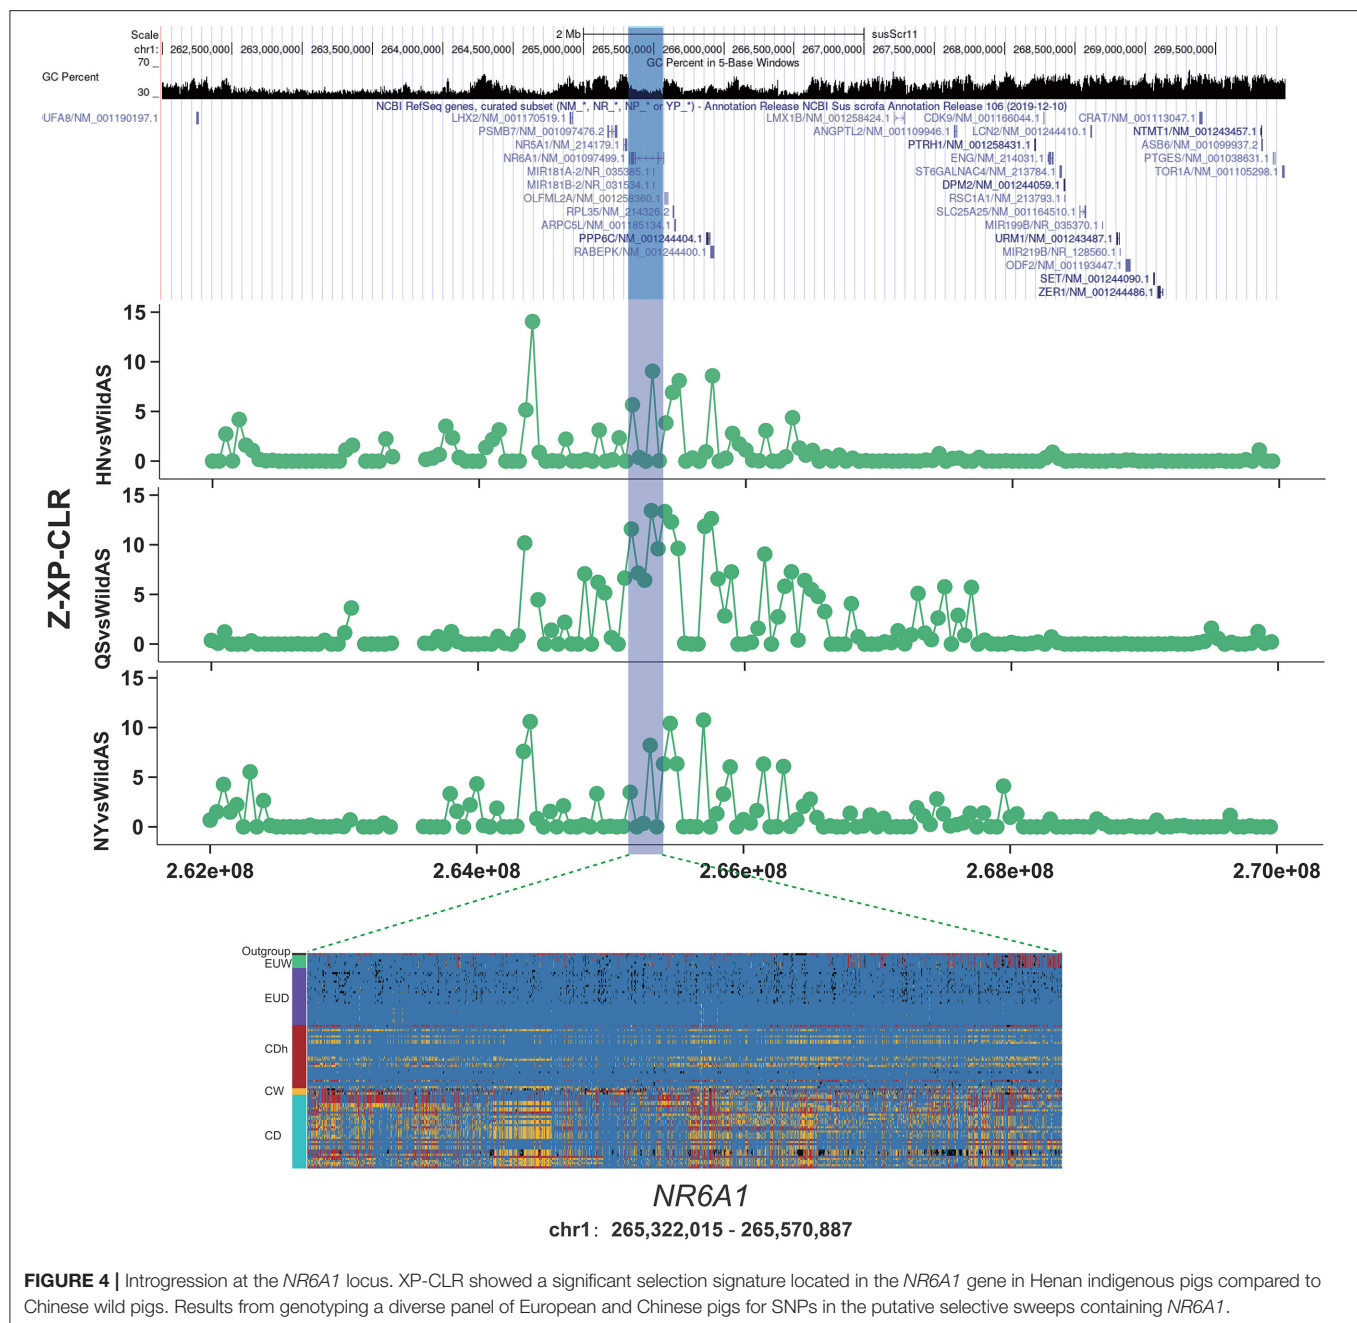 Scale 2 Mb susScr11
chr1: 262,500,000 263,000,000 263,500,000 264,000,000 264,500,000 265,000,000 265,500,000 266,000,000 266,500,000 267,000,000 267,500,000 268,000,000 268,500,000 269,000,000 269,500,000
70 GC Percent in 5-Base Windows
GC Percent
30
NCBI RefSeq genes, curated subset (NM_*, NR_*, NP_* or YP_*) - Annotation Release NCBI Sus scrofa Annotation Release 106 (2019-12-10)
UFA8/NM_001190197.1 LHX2/NM_001170519.1 LMX1B/NM_001258424.1 CDK9/NM_001166044.1 CRAT/NM_001113047.1
PSMB7/NM_001097476.2 ANGPTL2/NM_001109946.1 LCN2/NM_001244410.1 NTMT1/NM_001243457.1
NR5A1/NM_214179.1 PTRH1/NM_001258431.1 ASB6/NM_001099937.2
NR6A1/NM_001097499.1 ENG/NM_214031.1 PTGES/NM_001038631.1
MIR181A-2/NR_035385.1 ST6GALNAC4/NM_213784.1 TOR1A/NM_001105298.1
MIR181B-2/NR_031534.1 DPM2/NM_001244059.1
OLFML2A/NM_001258360.1 RSC1A1/NM_213793.1
RPL35/NM_214326.2 SLC25A25/NM_001164510.1
ARPC5L/NM_001185134.1 MIR199B/NR_035370.1
PPP6C/NM_001244404.1 URM1/NM_001243487.1
RABEPK/NM_001244400.1 MIR219B/NR_128560.1
ODF2/NM_001193447.1
SET/NM_001244090.1
ZER1/NM_001244486.1
Z-XP-CLR
HNvsWildAS
15
10
5
0
QSvsWildAS
15
10
5
0
NYvsWildAS
15
10
5
0
2.62e+08 2.64e+08 2.66e+08 2.68e+08 2.70e+08
Outgroup
EUW
EUD
CDh
CW
CD
NR6A1
chr1: 265,322,015 - 265,570,887
FIGURE 4 | Introgression at the NR6A1 locus. XP-CLR showed a significant selection signature located in the NR6A1 gene in Henan indigenous pigs compared to
Chinese wild pigs. Results from genotyping a diverse panel of European and Chinese pigs for SNPs in the putative selective sweeps containing NR6A1.